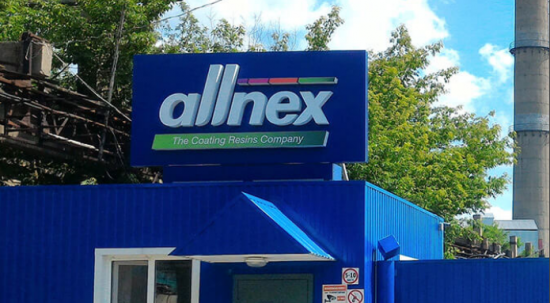 allnex
The Coating Resins Company